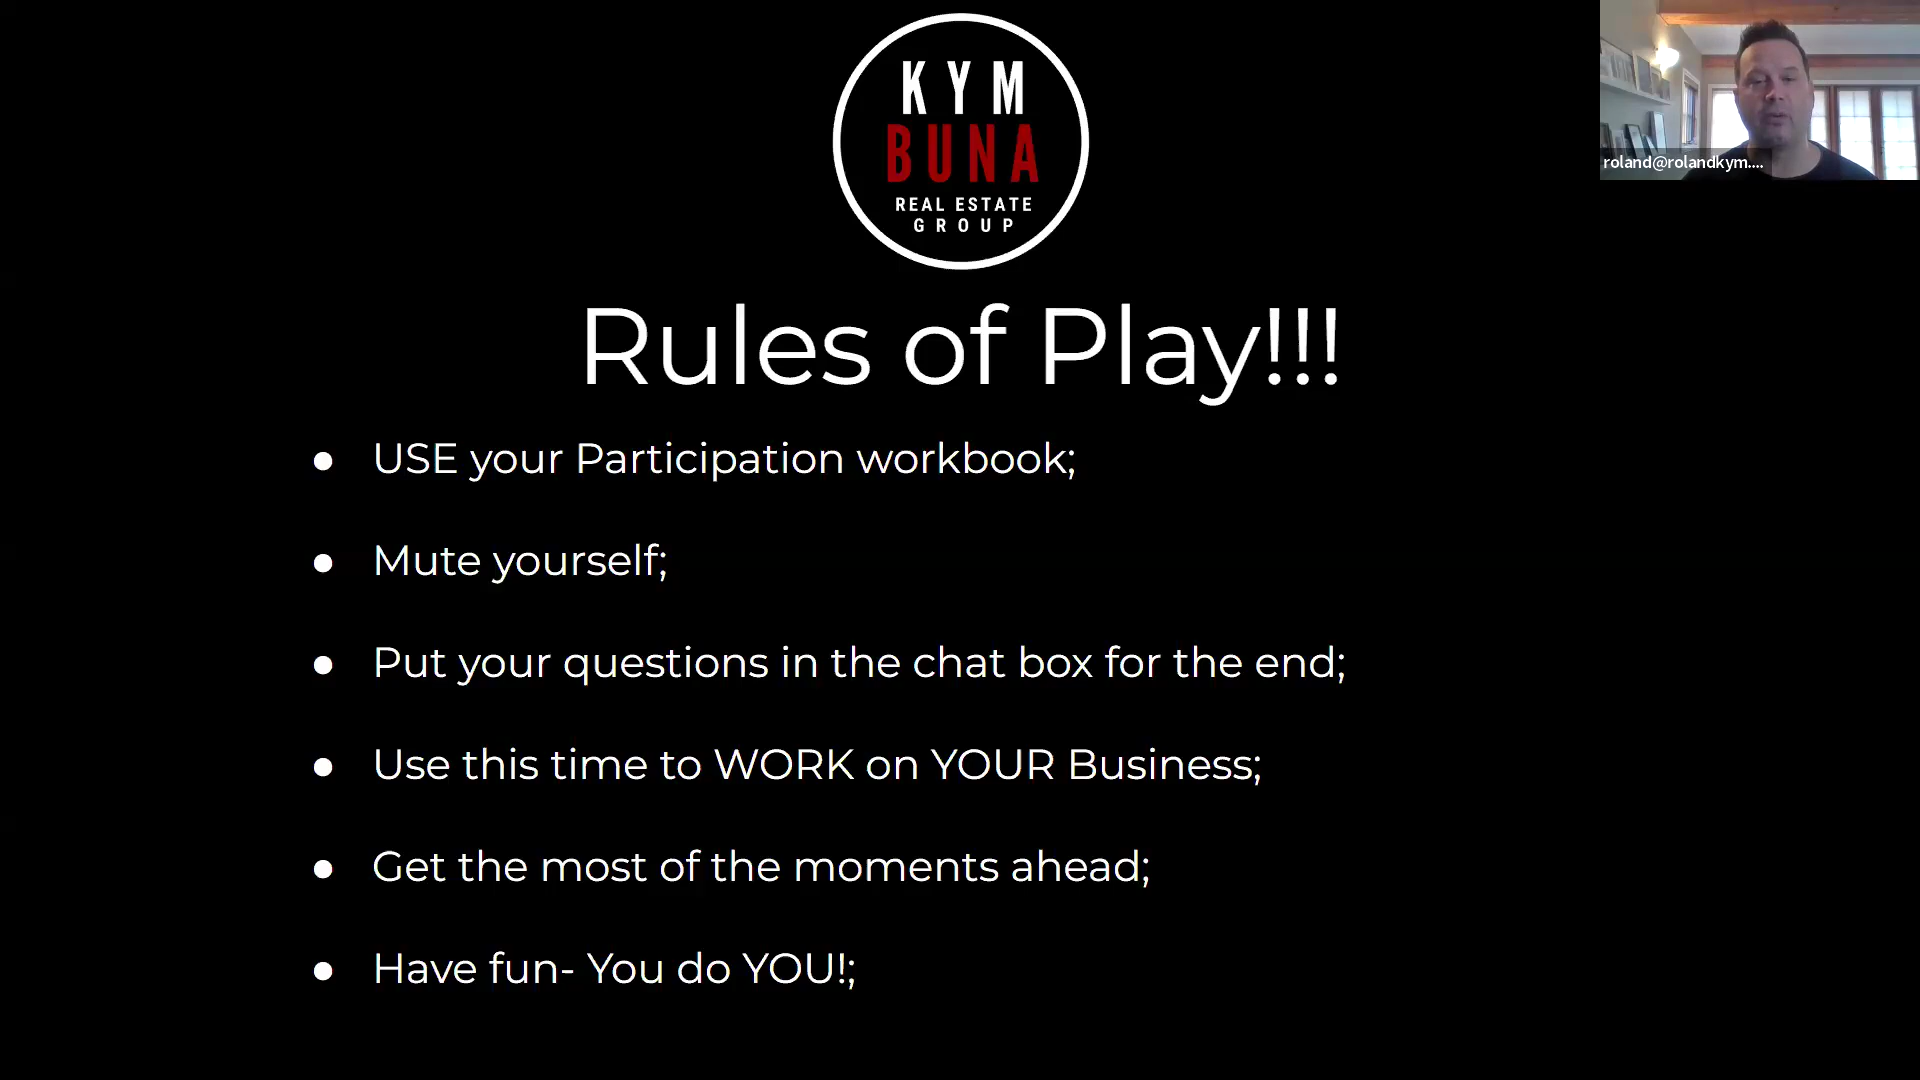 KYM
BUNA
REAL ESTATE
GROUP
roland@rolandkym....
Rules of Play!!!
● USE your Participation workbook;
● Mute yourself;
● Put your questions in the chat box for the end;
● Use this time to WORK on YOUR Business;
● Get the most of the moments ahead;
● Have fun- You do YOU!;